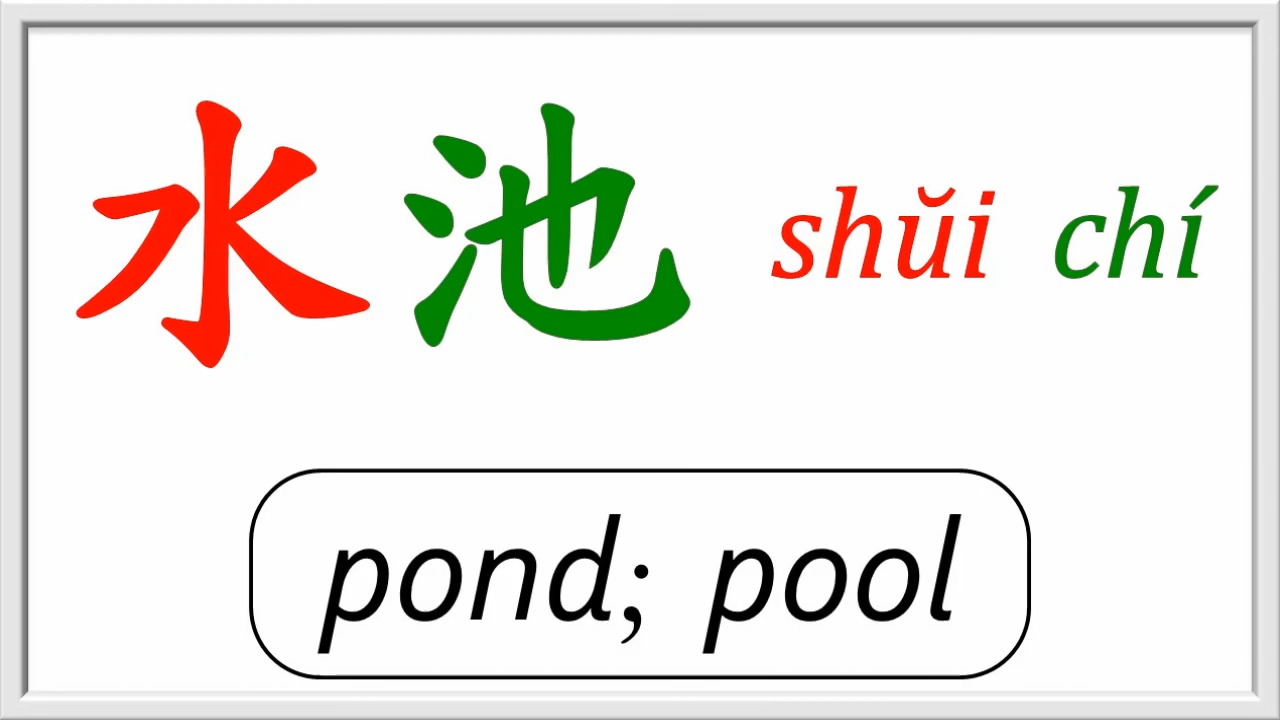 水池 shŭi chí
pond; pool